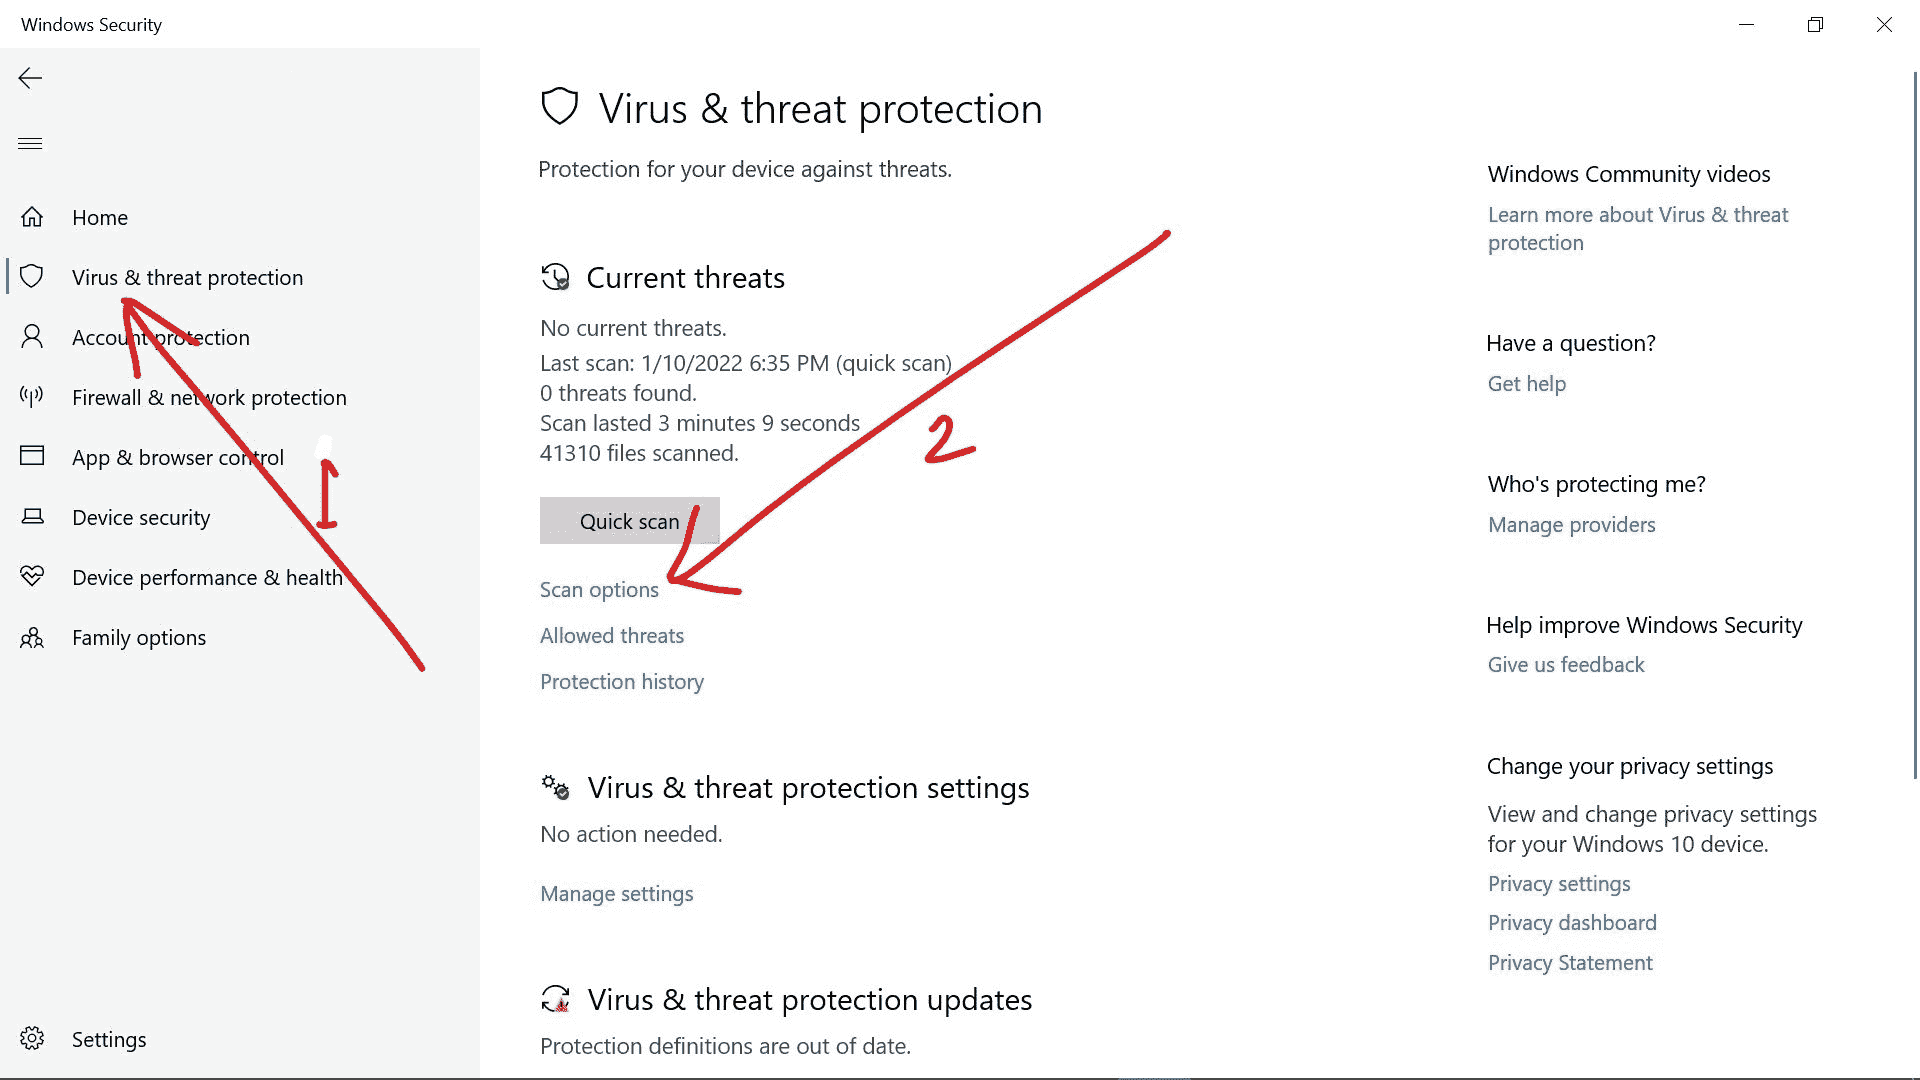 Windows Security
Home
Virus & threat protection
Account protection
Firewall & network protection
App & browser control
1
Device security
Device performance & health
Family options
Settings
Virus & threat protection
Protection for your device against threats.
Current threats
No current threats.
Last scan: 1/10/2022 6:35 PM (quick scan)
0 threats found.
Scan lasted 3 minutes 9 seconds
41310 files scanned.
2
Quick scan
Scan options
Allowed threats
Protection history
Virus & threat protection settings
No action needed.
Manage settings
Virus & threat protection updates
Protection definitions are out of date.
Windows Community videos
Learn more about Virus & threat
protection
Have a question?
Get help
Who's protecting me?
Manage providers
Help improve Windows Security
Give us feedback
Change your privacy settings
View and change privacy settings
for your Windows 10 device.
Privacy settings
Privacy dashboard
Privacy Statement